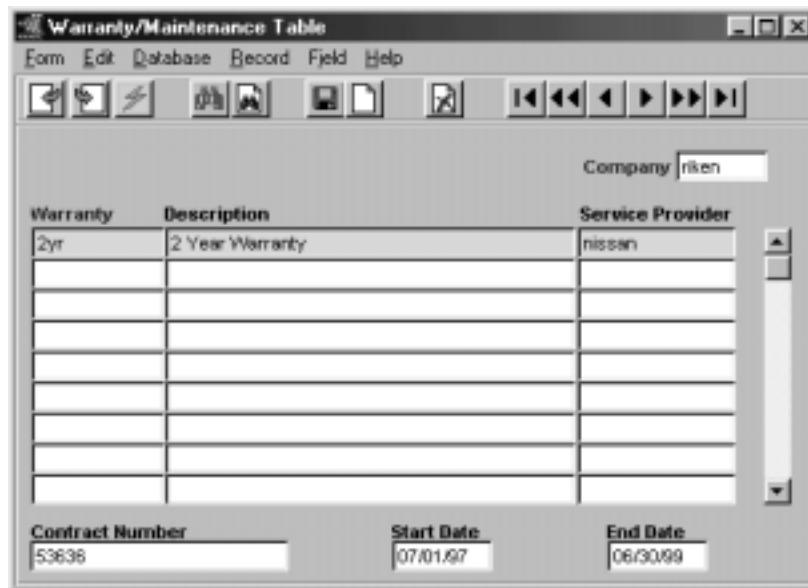 Warranty/Maintenance Table
Form Edit Database Record Field Help
Company riken
Warranty Description Service Provider
2yr 2 Year Warranty nissan
Contract Number Start Date End Date
53636 07/01/97 06/30/99